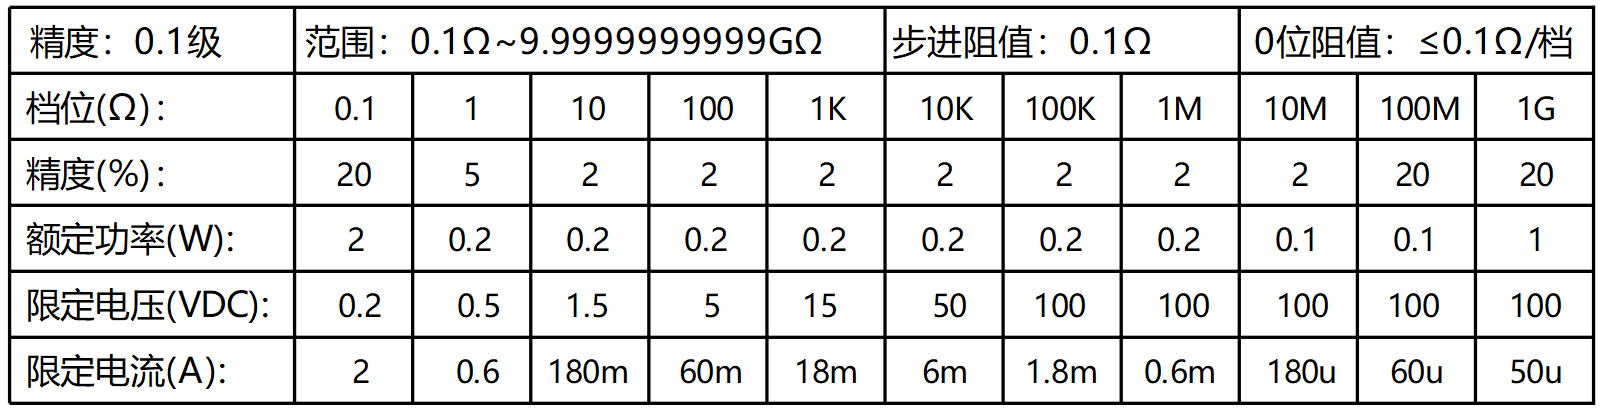 精度：0.1级 范围：0.1Ω~9.9999999999GΩ 步进阻值：0.1Ω 0位阻值：≤0.1Ω/档
档位(Ω)： 0.1 1 10 100 1K 10K 100K 1M 10M 100M 1G
精度(%)： 20 5 2 2 2 2 2 2 2 20 20
额定功率(W): 2 0.2 0.2 0.2 0.2 0.2 0.2 0.2 0.1 0.1 1
限定电压(VDC): 0.2 0.5 1.5 5 15 50 100 100 100 100 100
限定电流(A): 2 0.6 180m 60m 18m 6m 1.8m 0.6m 180u 60u 50u